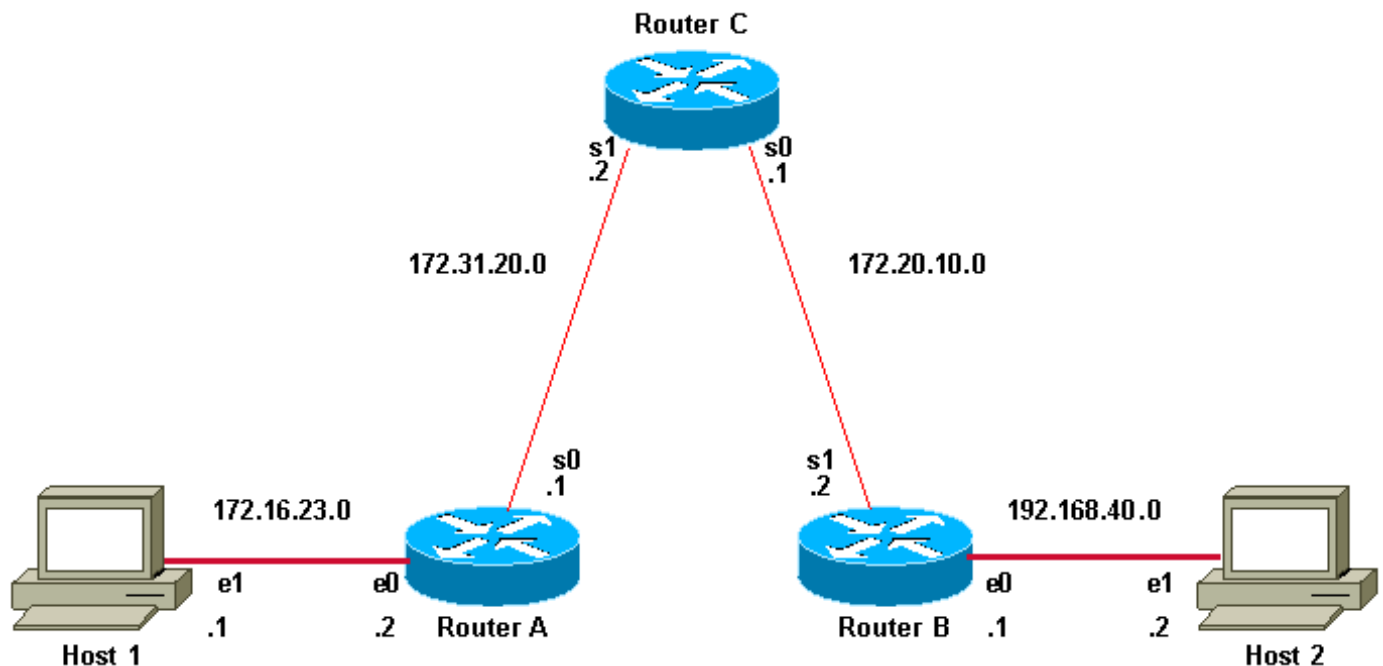 Router C
s1
.2
s0
.1
172.31.20.0
172.20.10.0
s0
.1
s1
.2
172.16.23.0
192.168.40.0
e1
.1
e0
.2
Router A
Router B
e0
.1
e1
.2
Host 1
Host 2